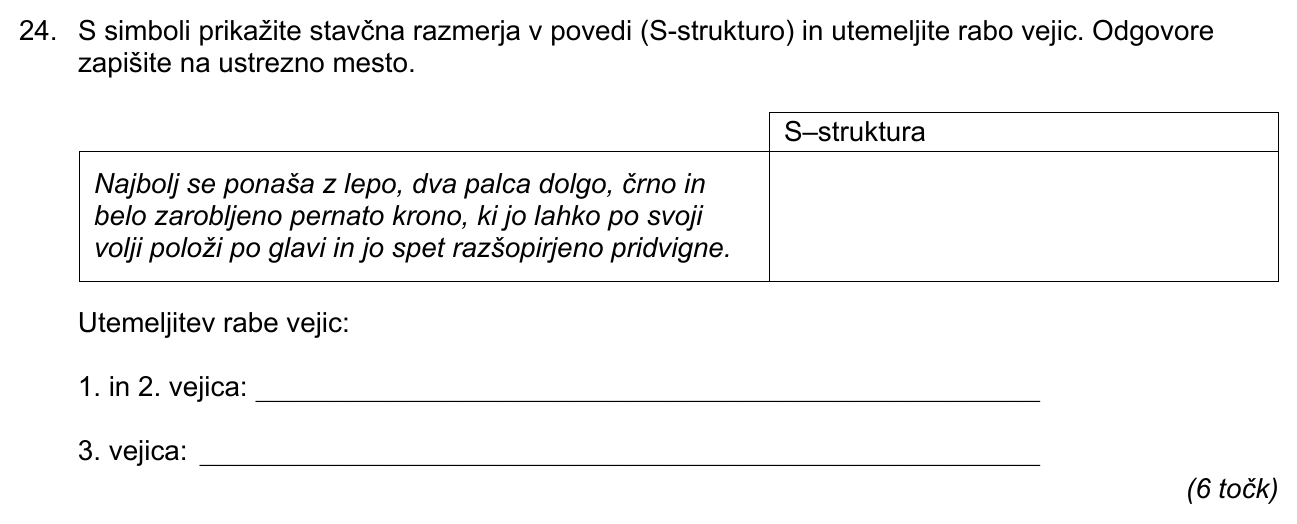 24. S simboli prikažite stavčna razmerja v povedi (S-strukturo) in utemeljite rabo vejic. Odgovore
zapišite na ustrezno mesto.
S–struktura
Najbolj se ponaša z lepo, dva palca dolgo, črno in
belo zarobljeno pernato krono, ki jo lahko po svoji
volji položi po glavi in jo spet razšopirjeno pridvigne.
Utemeljitev rabe vejic:
1. in 2. vejica:
3. vejica:
(6 točk)